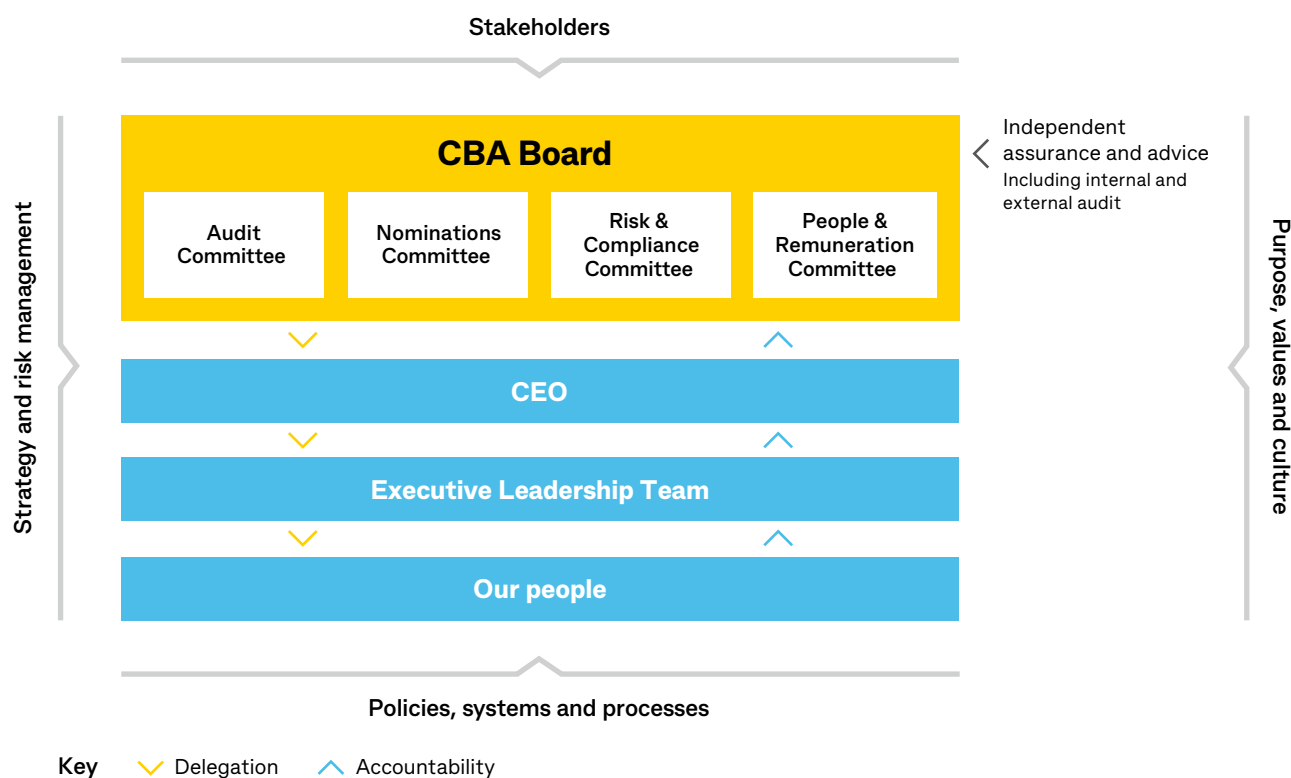 Stakeholders
CBA Board
Independent
assurance and advice
Including internal and
external audit
Audit
Committee
Nominations
Committee
Risk &
Compliance
Committee
People &
Remuneration
Committee
Strategy and risk management
Purpose, values and culture
CEO
Executive Leadership Team
Our people
Policies, systems and processes
Key Delegation Accountability